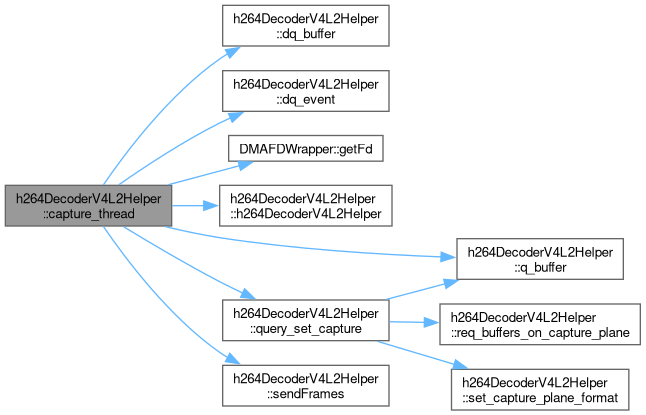 h264DecoderV4L2Helper
::dq_buffer
h264DecoderV4L2Helper
::dq_event
DMAFDWrapper::getFd
h264DecoderV4L2Helper
::capture_thread
h264DecoderV4L2Helper
::h264DecoderV4L2Helper
h264DecoderV4L2Helper
::q_buffer
h264DecoderV4L2Helper
::query_set_capture
h264DecoderV4L2Helper
::req_buffers_on_capture_plane
h264DecoderV4L2Helper
::sendFrames
h264DecoderV4L2Helper
::set_capture_plane_format